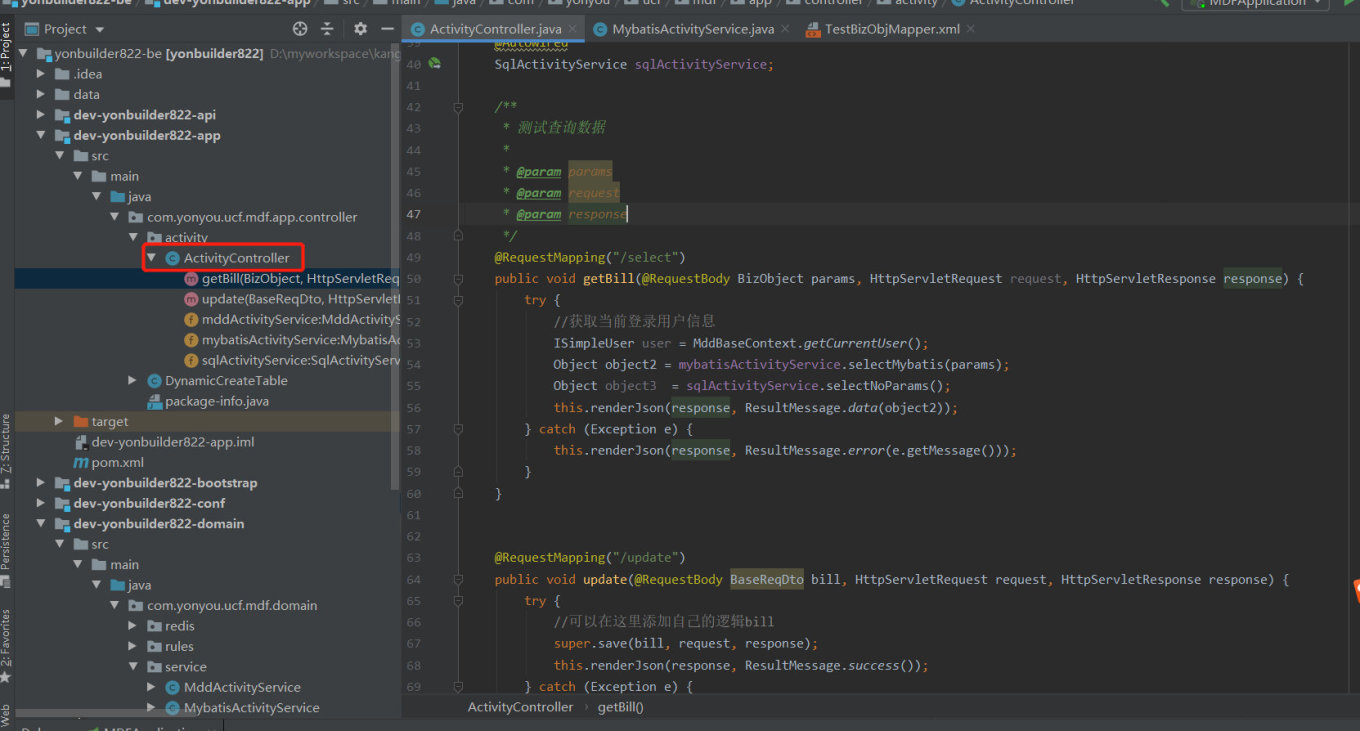 yonbuilder822-be dev-yonbuilder822-app src main java com yonyou ucf mdf app controller activity ActivityController MDFApplication
Project
ActivityController.java
MybatisActivityService.java
TestBizObjMapper.xml
1: Project
Z: Structure
Persistence
2: Favorites
Web
yonbuilder822-be [yonbuilder822] D:\myworkspace\kang
.idea
data
dev-yonbuilder822-api
dev-yonbuilder822-app
src
main
java
com.yonyou.ucf.mdf.app.controller
activity
ActivityController
getBill(BizObject, HttpServletReq
update(BaseReqDto, HttpServletR
mddActivityService:MddActivityS
mybatisActivityService:MybatisAc
sqlActivityService:SqlActivityServ
DynamicCreateTable
package-info.java
target
dev-yonbuilder822-app.iml
pom.xml
dev-yonbuilder822-bootstrap
dev-yonbuilder822-conf
dev-yonbuilder822-domain
src
main
java
com.yonyou.ucf.mdf.domain
redis
rules
service
MddActivityService
MybatisActivityService
39 @Autowired
40 SqlActivityService sqlActivityService;
41
42 /**
43 * 测试查询数据
44 *
45 * @param params
46 * @param request
47 * @param response
48 */
49 @RequestMapping("/select")
50 public void getBill(@RequestBody BizObject params, HttpServletRequest request, HttpServletResponse response) {
51 try {
52 //获取当前登录用户信息
53 ISimpleUser user = MddBaseContext.getCurrentUser();
54 Object object2 = mybatisActivityService.selectMybatis(params);
55 Object object3 = sqlActivityService.selectNoParams();
56 this.renderJson(response, ResultMessage.data(object2));
57 } catch (Exception e) {
58 this.renderJson(response, ResultMessage.error(e.getMessage()));
59 }
60 }
61
62
63 @RequestMapping("/update")
64 public void update(@RequestBody BaseReqDto bill, HttpServletRequest request, HttpServletResponse response) {
65 try {
66 //可以在这里添加自己的逻辑bill
67 super.save(bill, request, response);
68 this.renderJson(response, ResultMessage.success());
69 } catch (Exception e) {
ActivityController › getBill()